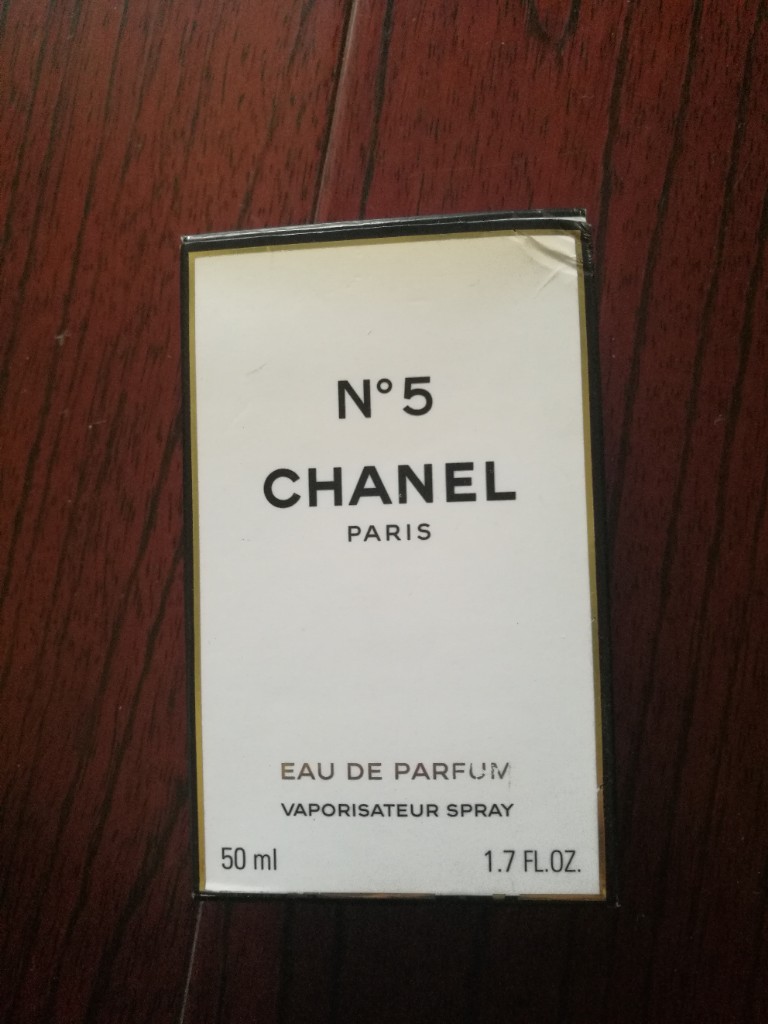 N°5
CHANEL
PARIS
EAU DE PARFUM
VAPORISATEUR SPRAY
50 ml 1.7 FL.OZ.